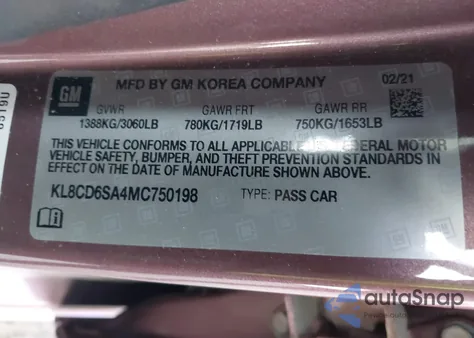 GM
MFD BY GM KOREA COMPANY 02/21
GVWR GAWR FRT GAWR RR
1388KG/3060LB 780KG/1719LB 750KG/1653LB
THIS VEHICLE CONFORMS TO ALL APPLICABLE FEDERAL MOTOR
VEHICLE SAFETY, BUMPER, AND THEFT PREVENTION STANDARDS
IN EFFECT ON THE DATE OF MANUFACTURE SHOWN ABOVE.
KL8CD6SA4MC750198 TYPE: PASS CAR
autoSnap